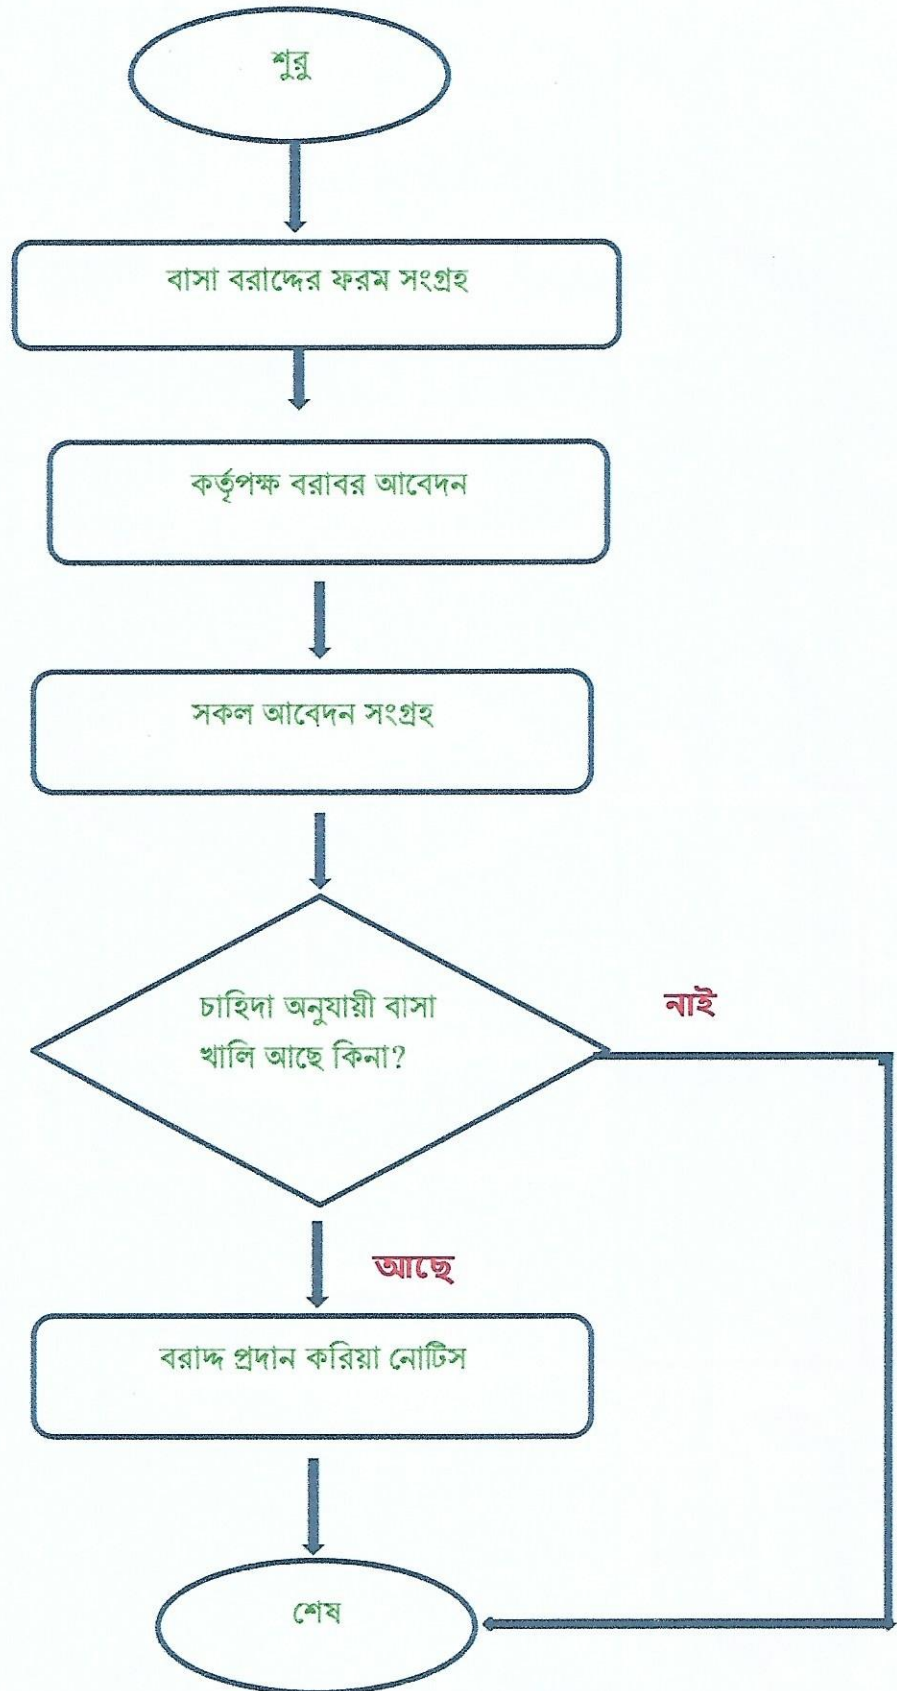 শুরু
বাসা বরাদ্দের ফরম সংগ্রহ
কর্তৃপক্ষ বরাবর আবেদন
সকল আবেদন সংগ্রহ
চাহিদা অনুযায়ী বাসা
খালি আছে কিনা?
নাই
আছে
বরাদ্দ প্রদান করিয়া নোটিস
শেষ